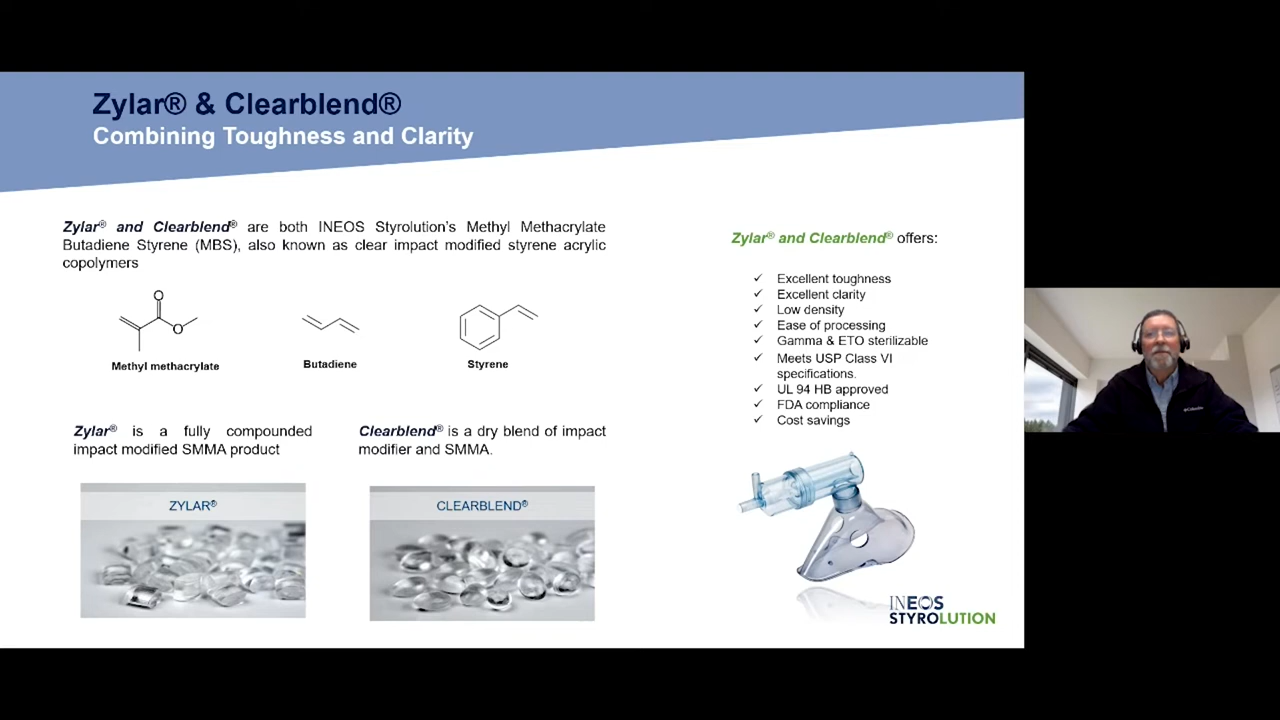 Zylar® & Clearblend®
Combining Toughness and Clarity
Zylar® and Clearblend® are both INEOS Styrolution's Methyl Methacrylate
Butadiene Styrene (MBS), also known as clear impact modified styrene acrylic
copolymers
O
O
Methyl methacrylate
Butadiene
Styrene
Zylar® is a fully compounded
impact modified SMMA product
Clearblend® is a dry blend of impact
modifier and SMMA.
ZYLAR®
CLEARBLEND®
Zylar® and Clearblend® offers:
✓ Excellent toughness
✓ Excellent clarity
✓ Low density
✓ Ease of processing
✓ Gamma & ETO sterilizable
✓ Meets USP Class VI
specifications.
✓ UL 94 HB approved
✓ FDA compliance
✓ Cost savings
INEOS
STYROLUTION
Columbia